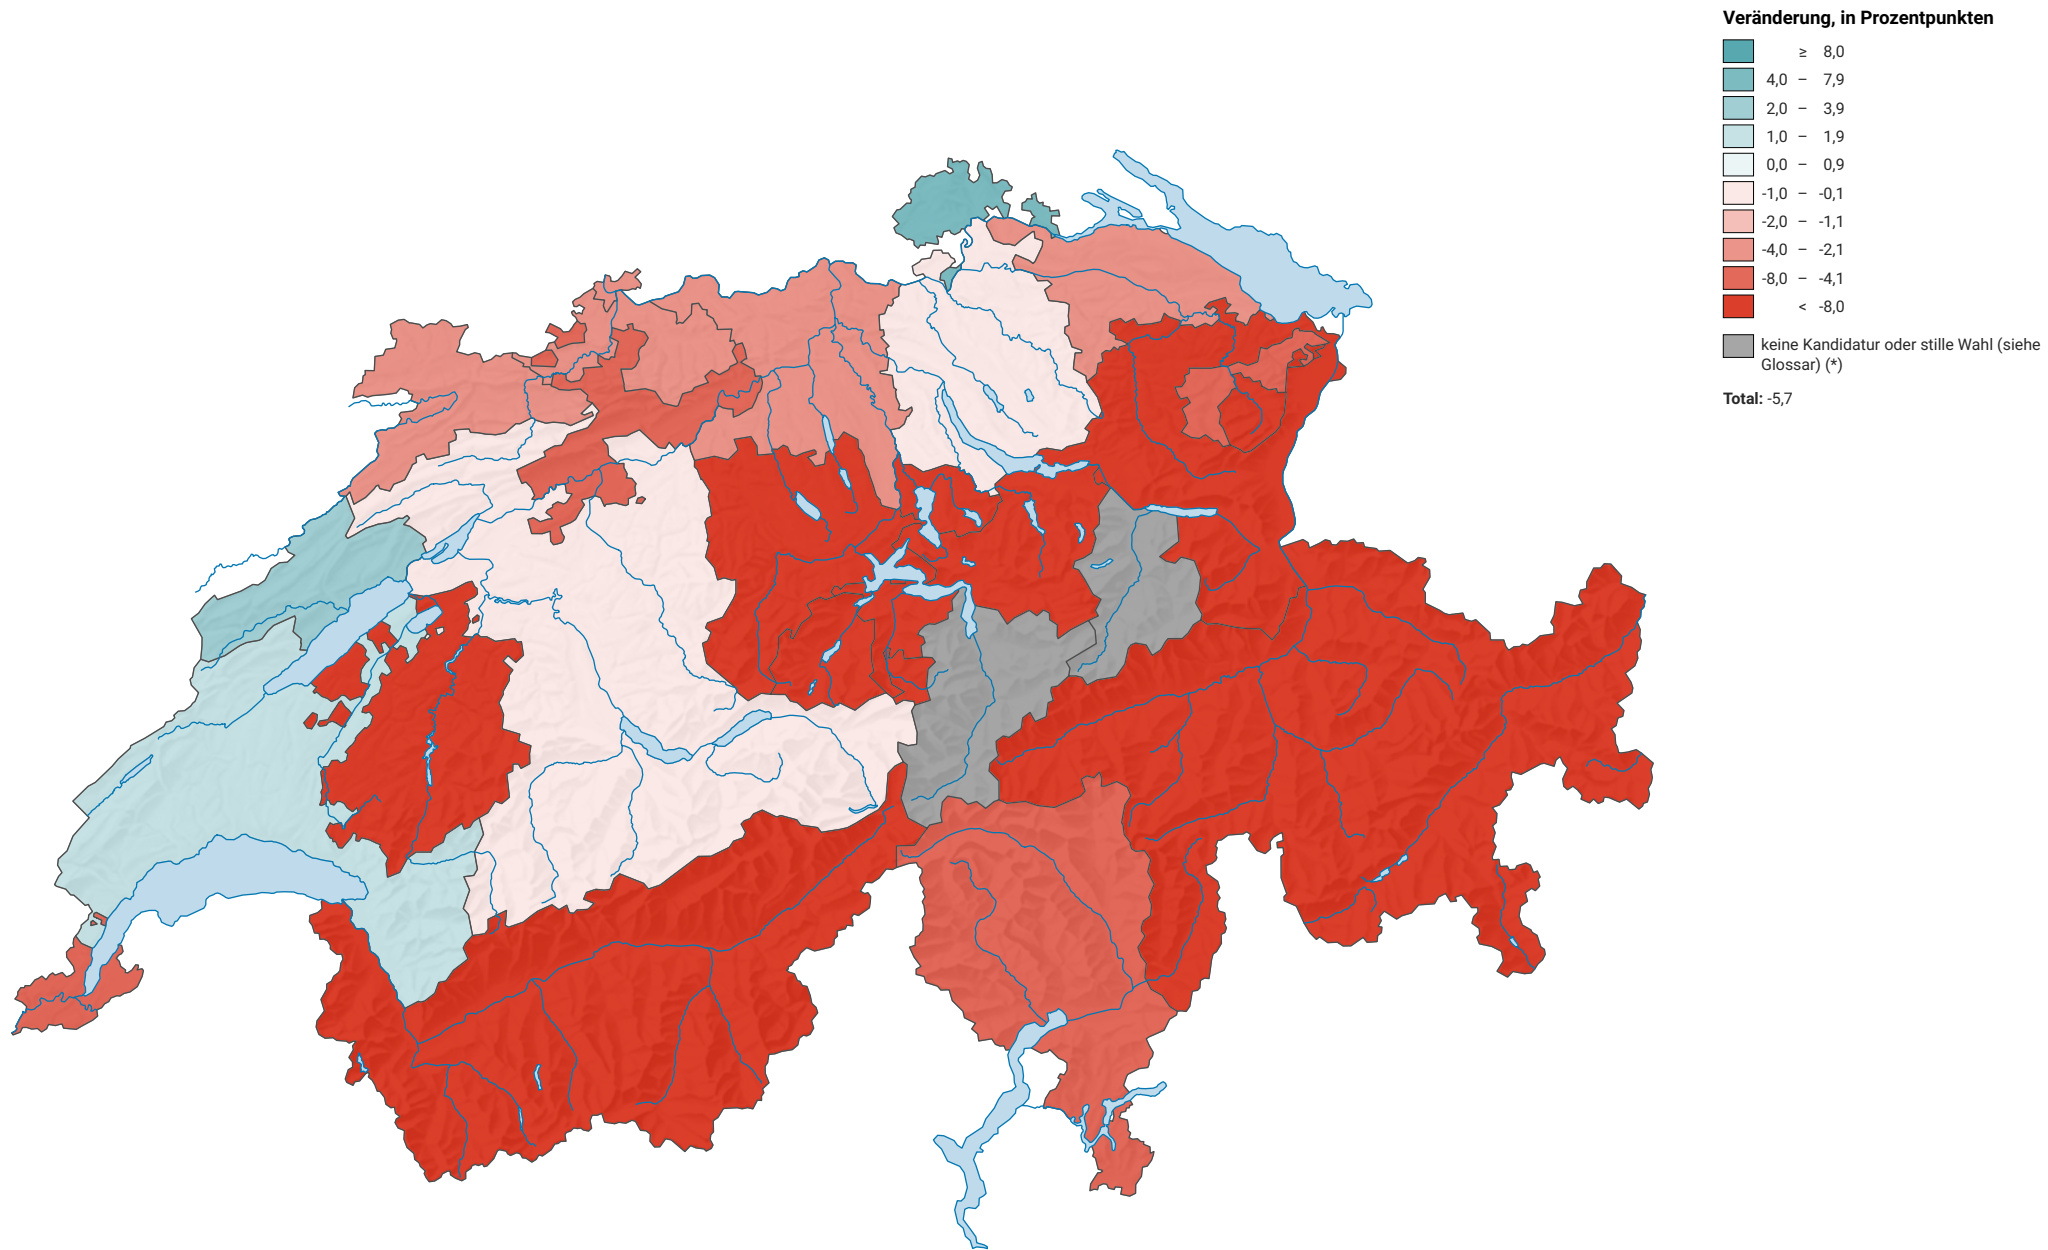 Veränderung, in Prozentpunkten
≥ 8,0
4,0 – 7,9
2,0 – 3,9
1,0 – 1,9
0,0 – 0,9
-1,0 – -0,1
-2,0 – -1,1
-4,0 – -2,1
-8,0 – -4,1
< -8,0
keine Kandidatur oder stille Wahl (siehe
Glossar) (*)
Total: -5,7